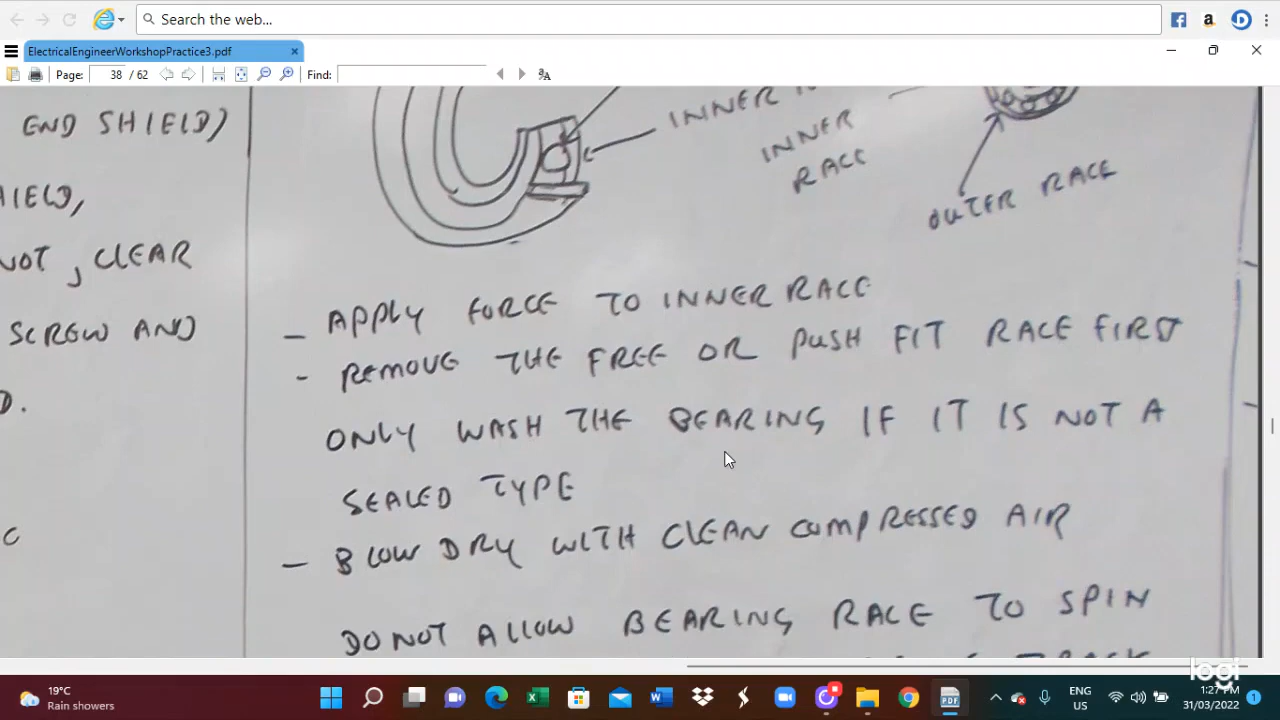 Search the web...
ElectricalEngineerWorkshopPractice3.pdf
Page: 38 / 62 Find:
END SHIELD)
INNER
INNER
RACE
OUTER RACE
CLEAR
SCREW AND
- APPLY FORCE TO INNER RACE
- REMOVE THE FREE OR PUSH FIT RACE FIRST
ONLY WASH THE BEARING IF IT IS NOT A
SEALED TYPE
- BLOW DRY WITH CLEAN COMPRESSED AIR
DO NOT ALLOW BEARING RACE TO SPIN
logi
19°C
Rain showers
ENG
US
1:27 PM
31/03/2022